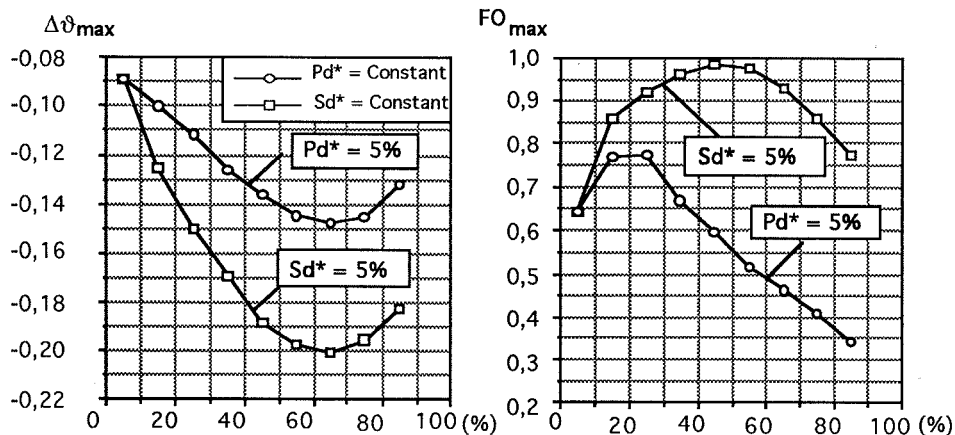 Δϑmax
-0,08
-0,10
-0,12
-0,14
-0,16
-0,18
-0,20
-0,22
0 20 40 60 80 100 (%)
Pd* = Constant
Sd* = Constant
Pd* = 5%
Sd* = 5%
FOmax
1,0
0,9
0,8
0,7
0,6
0,5
0,4
0,3
0,2
0 20 40 60 80 100 (%)
Sd* = 5%
Pd* = 5%